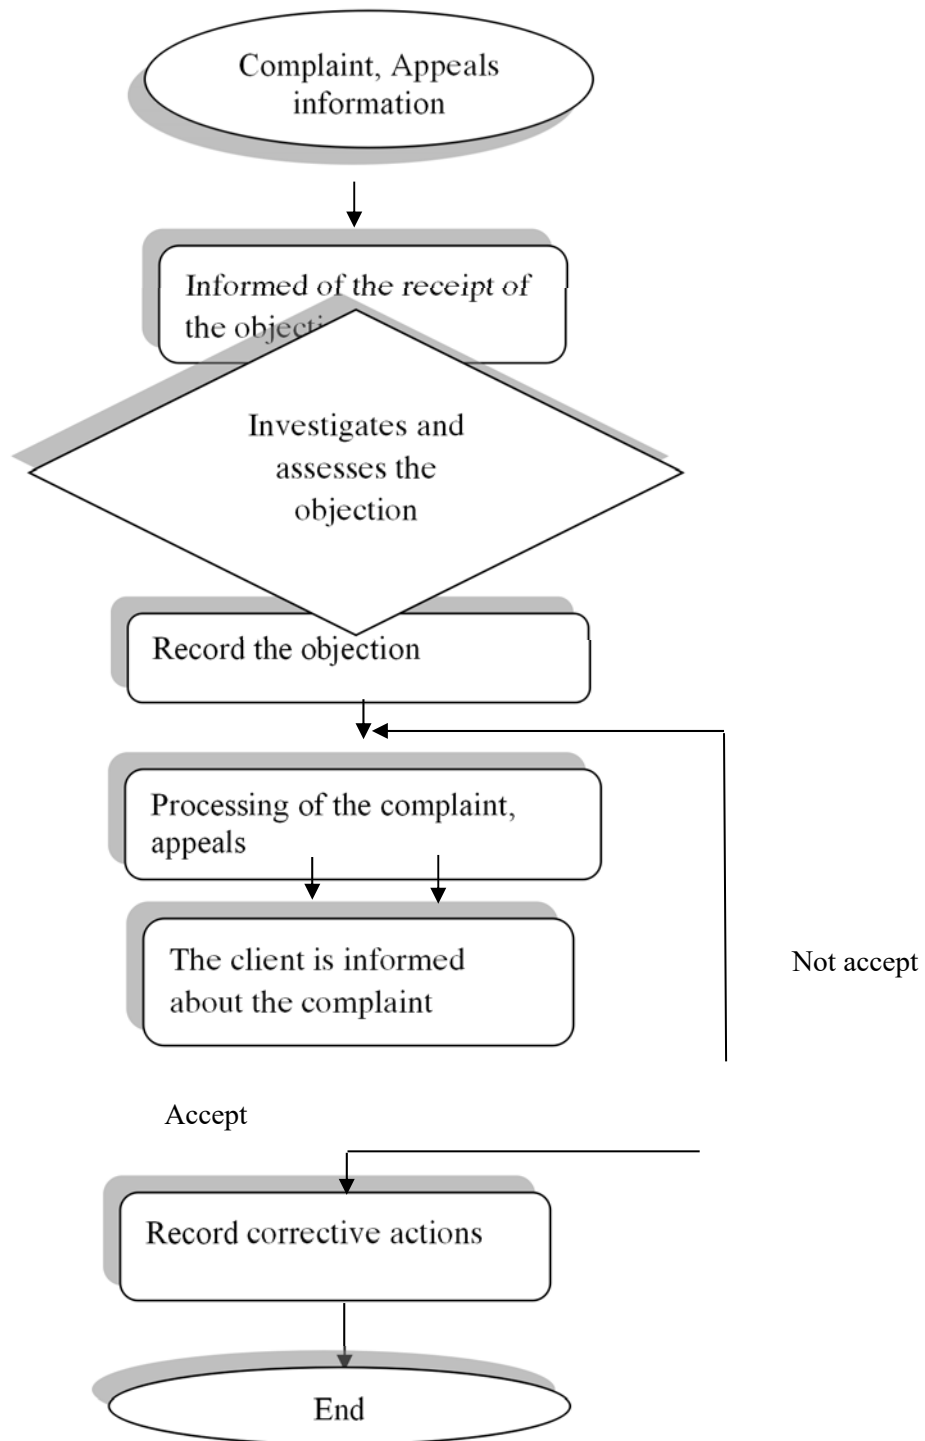 Complaint, Appeals
information
Informed of the receipt of
the objecti
Investigates and
assesses the
objection
Record the objection
Processing of the complaint,
appeals
The client is informed
about the complaint
Not accept
Accept
Record corrective actions
End